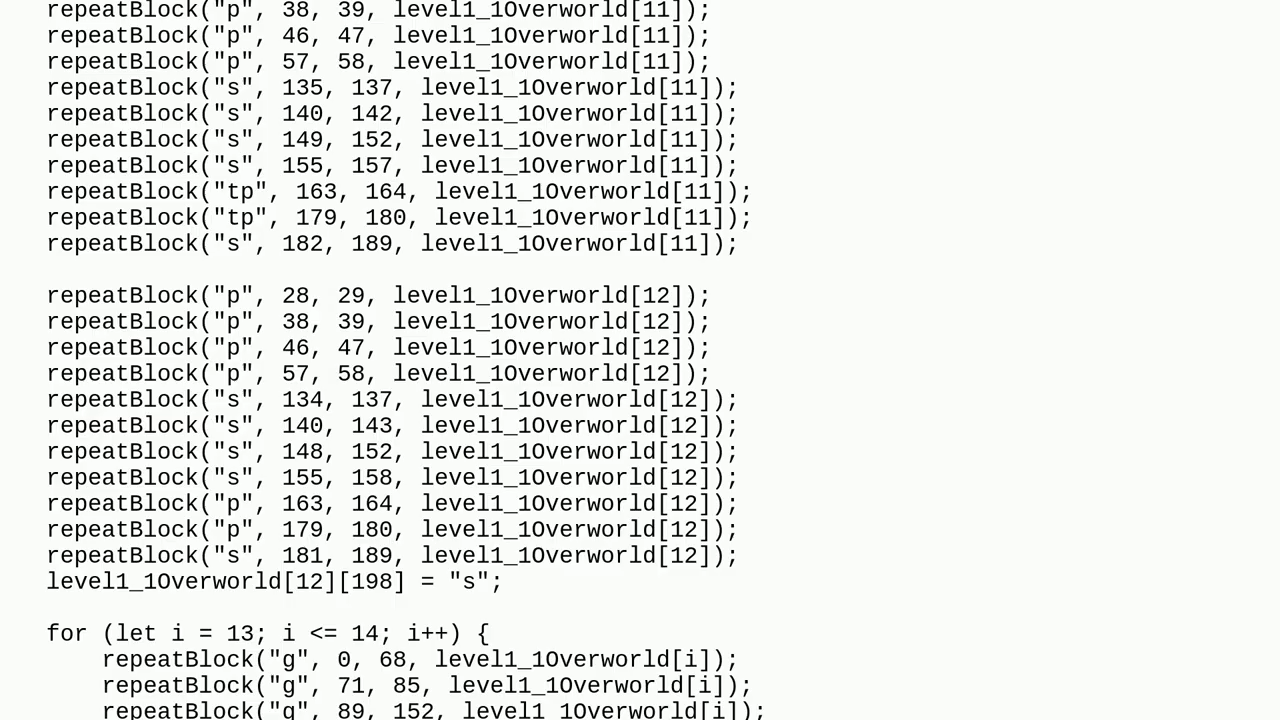 repeatBlock("p", 38, 39, level1_1Overworld[11]);
repeatBlock("p", 46, 47, level1_1Overworld[11]);
repeatBlock("p", 57, 58, level1_1Overworld[11]);
repeatBlock("s", 135, 137, level1_1Overworld[11]);
repeatBlock("s", 140, 142, level1_1Overworld[11]);
repeatBlock("s", 149, 152, level1_1Overworld[11]);
repeatBlock("s", 155, 157, level1_1Overworld[11]);
repeatBlock("tp", 163, 164, level1_1Overworld[11]);
repeatBlock("tp", 179, 180, level1_1Overworld[11]);
repeatBlock("s", 182, 189, level1_1Overworld[11]);
repeatBlock("p", 28, 29, level1_1Overworld[12]);
repeatBlock("p", 38, 39, level1_1Overworld[12]);
repeatBlock("p", 46, 47, level1_1Overworld[12]);
repeatBlock("p", 57, 58, level1_1Overworld[12]);
repeatBlock("s", 134, 137, level1_1Overworld[12]);
repeatBlock("s", 140, 143, level1_1Overworld[12]);
repeatBlock("s", 148, 152, level1_1Overworld[12]);
repeatBlock("s", 155, 158, level1_1Overworld[12]);
repeatBlock("p", 163, 164, level1_1Overworld[12]);
repeatBlock("p", 179, 180, level1_1Overworld[12]);
repeatBlock("s", 181, 189, level1_1Overworld[12]);
level1_1Overworld[12][198] = "s";
for (let i = 13; i <= 14; i++) {
repeatBlock("g", 0, 68, level1_1Overworld[i]);
repeatBlock("g", 71, 85, level1_1Overworld[i]);
repeatBlock("g", 89, 152, level1_1Overworld[i]);